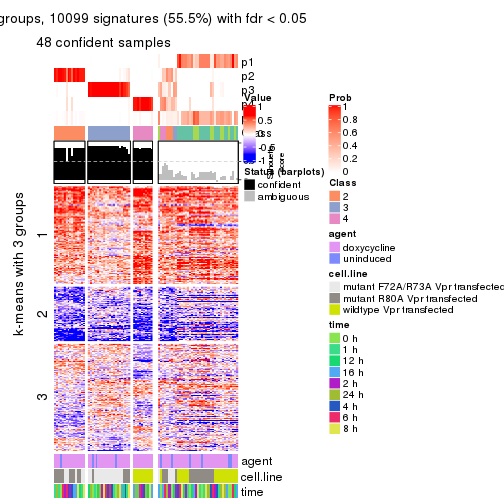 groups, 10099 signatures (55.5%) with fdr < 0.05
48 confident samples
p1
p2
p3
Value
1
0.5
0
-0.5
-1
Status (barplots)
confident
ambiguous
Prob
1
0.8
0.6
0.4
0.2
0
Class
2
3
4
agent
doxycycline
uninduced
cell.line
mutant F72A/R73A Vpr transfected
mutant R80A Vpr transfected
wildtype Vpr transfected
time
0 h
1 h
12 h
16 h
2 h
24 h
4 h
6 h
8 h
k-means with 3 groups
1
2
3
agent
cell.line
time